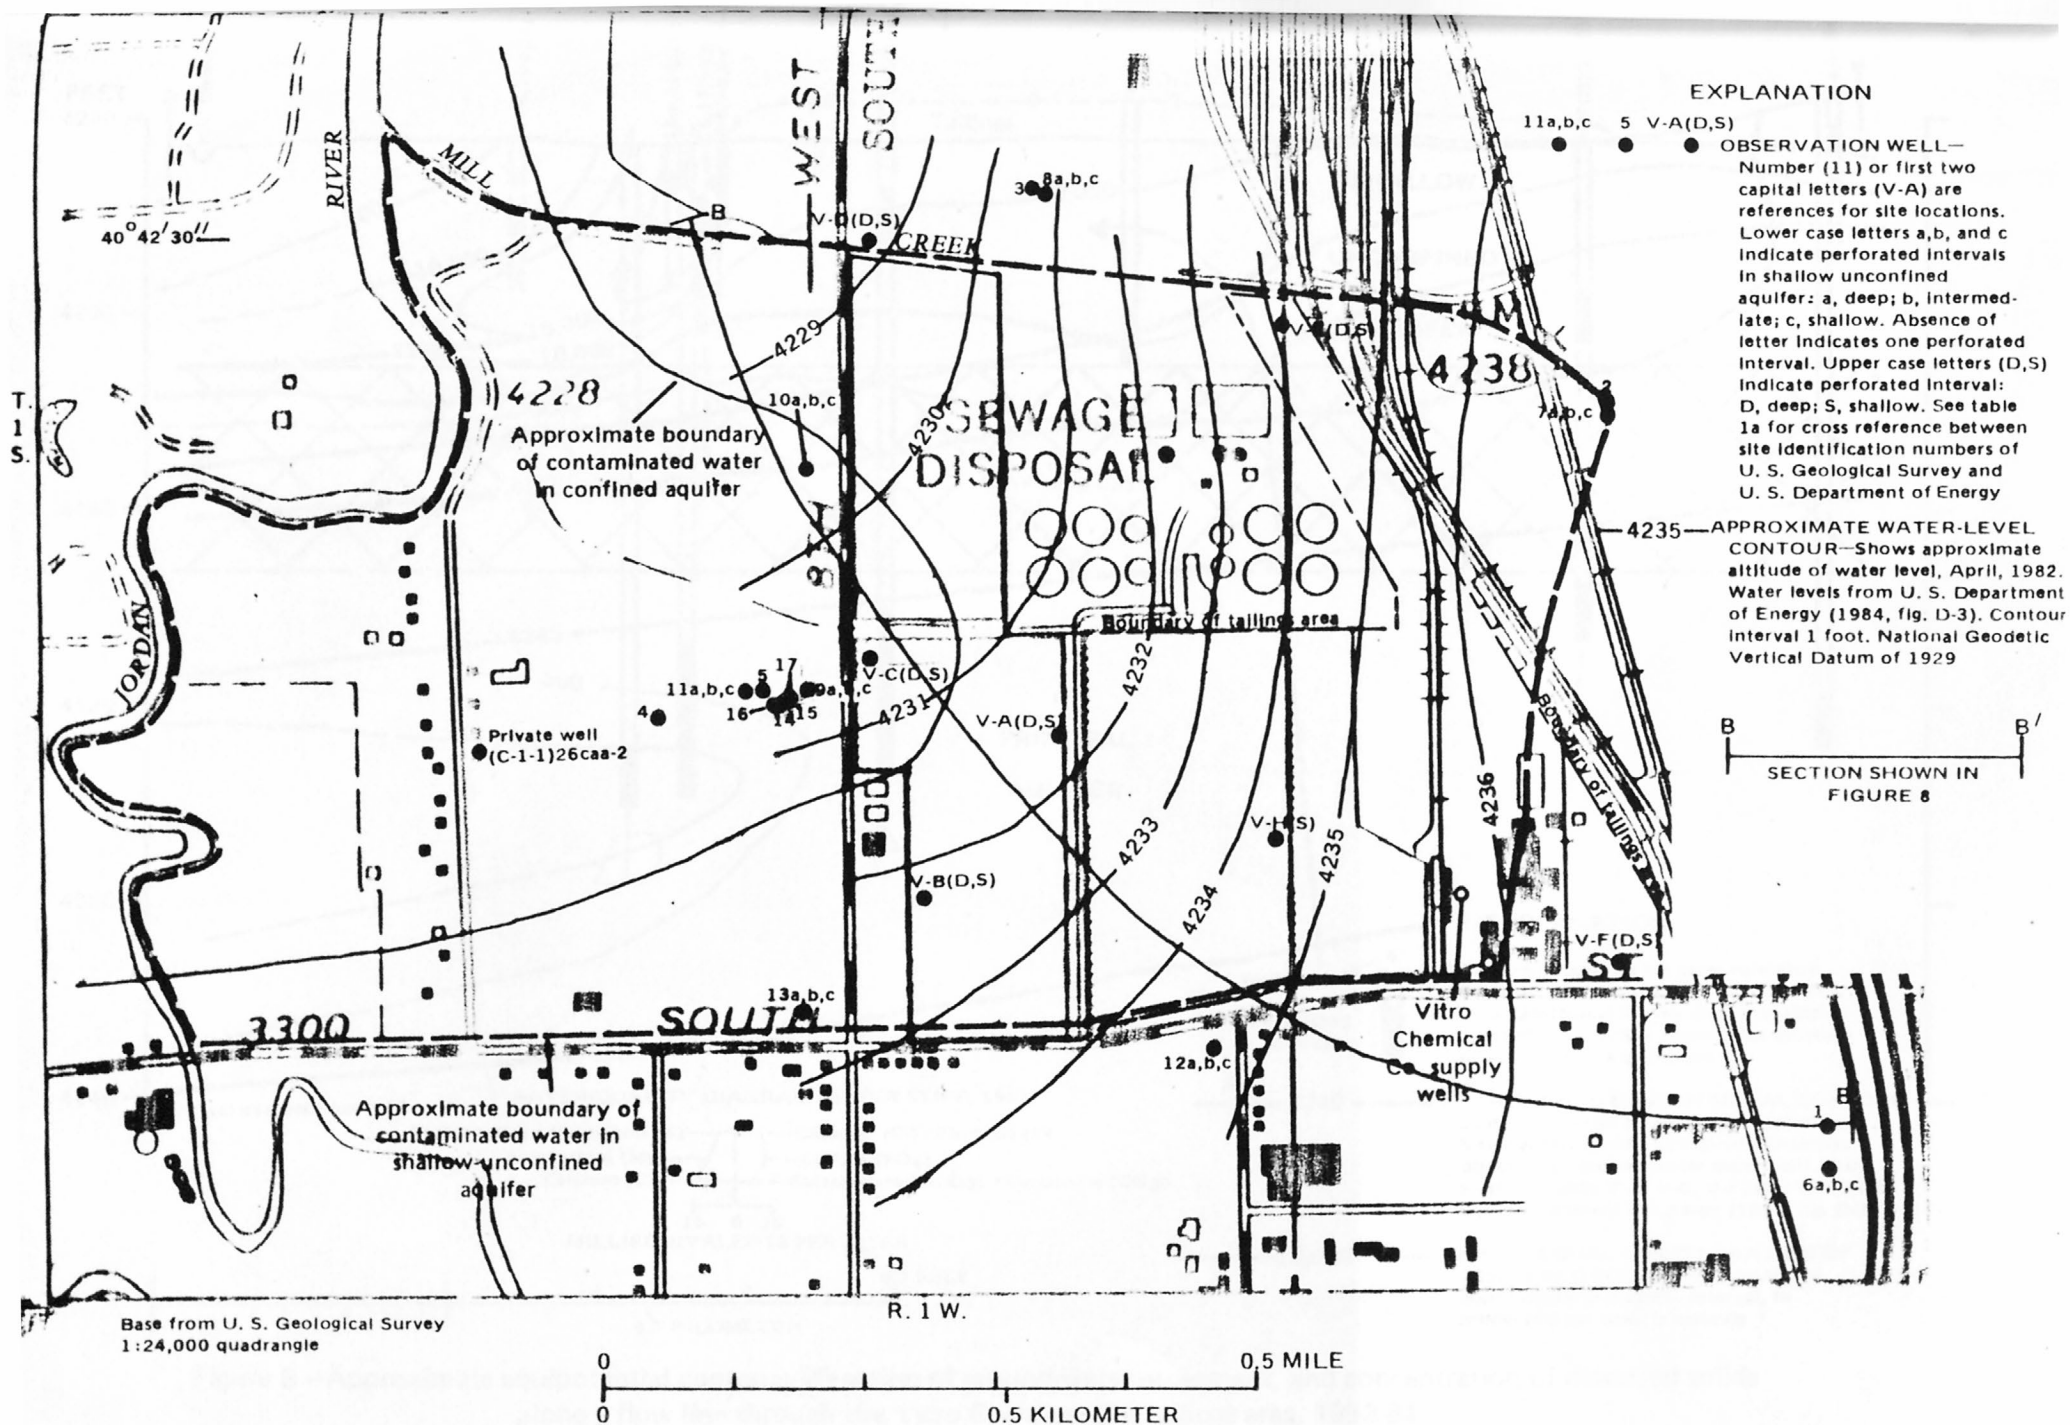 WEST
SOUTH
RIVER
MILL
B
V-D(D,S)
CREEK
3
8a,b,c
40°42'30"
4229
4228
10a,b,c
Approximate boundary
of contaminated water
in confined aquifer
4230
SEWAGE
DISPOSAL
4238
2
7a,b,c
T.
1
S.
JORDAN
Boundary of tailings area
4232
17
5
11a,b,c
9a,b,c
16
14
15
4
V-C(D,S)
4231
V-A(D,S)
Private well
(C-1-1)26caa-2
Boundary of tailings
4236
V-H(S)
4233
4235
V-B(D,S)
4234
V-F(D,S)
ST
13a,b,c
3300
SOUTH
12a,b,c
Vitro
Chemical
Co. supply
wells
Approximate boundary of
contaminated water in
shallow unconfined
aquifer
1
6a,b,c
R. 1 W.
Base from U. S. Geological Survey
1:24,000 quadrangle
0
0.5 MILE
0
0.5 KILOMETER
EXPLANATION
11a,b,c 5 V-A(D,S)
OBSERVATION WELL—
Number (11) or first two
capital letters (V-A) are
references for site locations.
Lower case letters a,b, and c
indicate perforated intervals
in shallow unconfined
aquifer: a, deep; b, intermed-
iate; c, shallow. Absence of
letter indicates one perforated
interval. Upper case letters (D,S)
indicate perforated interval:
D, deep; S, shallow. See table
1a for cross reference between
site identification numbers of
U. S. Geological Survey and
U. S. Department of Energy
—4235—APPROXIMATE WATER-LEVEL
CONTOUR—Shows approximate
altitude of water level, April, 1982.
Water levels from U. S. Department
of Energy (1984, fig. D-3). Contour
interval 1 foot. National Geodetic
Vertical Datum of 1929
B B'
SECTION SHOWN IN
FIGURE 8